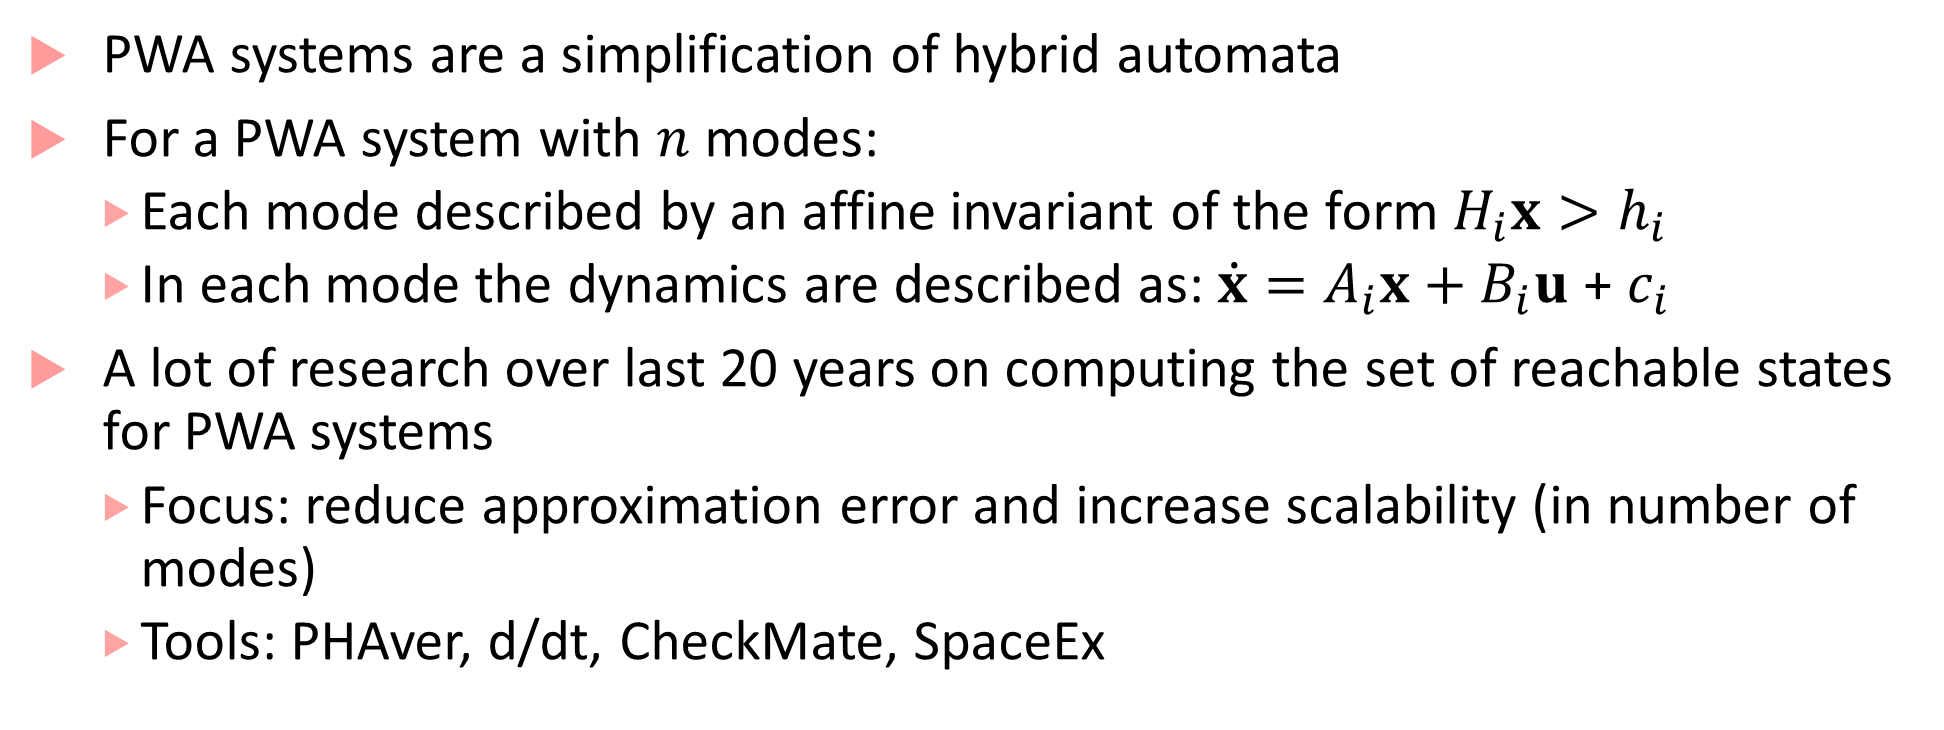 PWA systems are a simplification of hybrid automata
For a PWA system with 𝑛 modes:
Each mode described by an affine invariant of the form 𝐻ᵢ𝐱 > ℎᵢ
In each mode the dynamics are described as: 𝐱̇ = 𝐴ᵢ𝐱 + 𝐵ᵢ𝐮 + 𝑐ᵢ
A lot of research over last 20 years on computing the set of reachable states
for PWA systems
Focus: reduce approximation error and increase scalability (in number of
modes)
Tools: PHAver, d/dt, CheckMate, SpaceEx